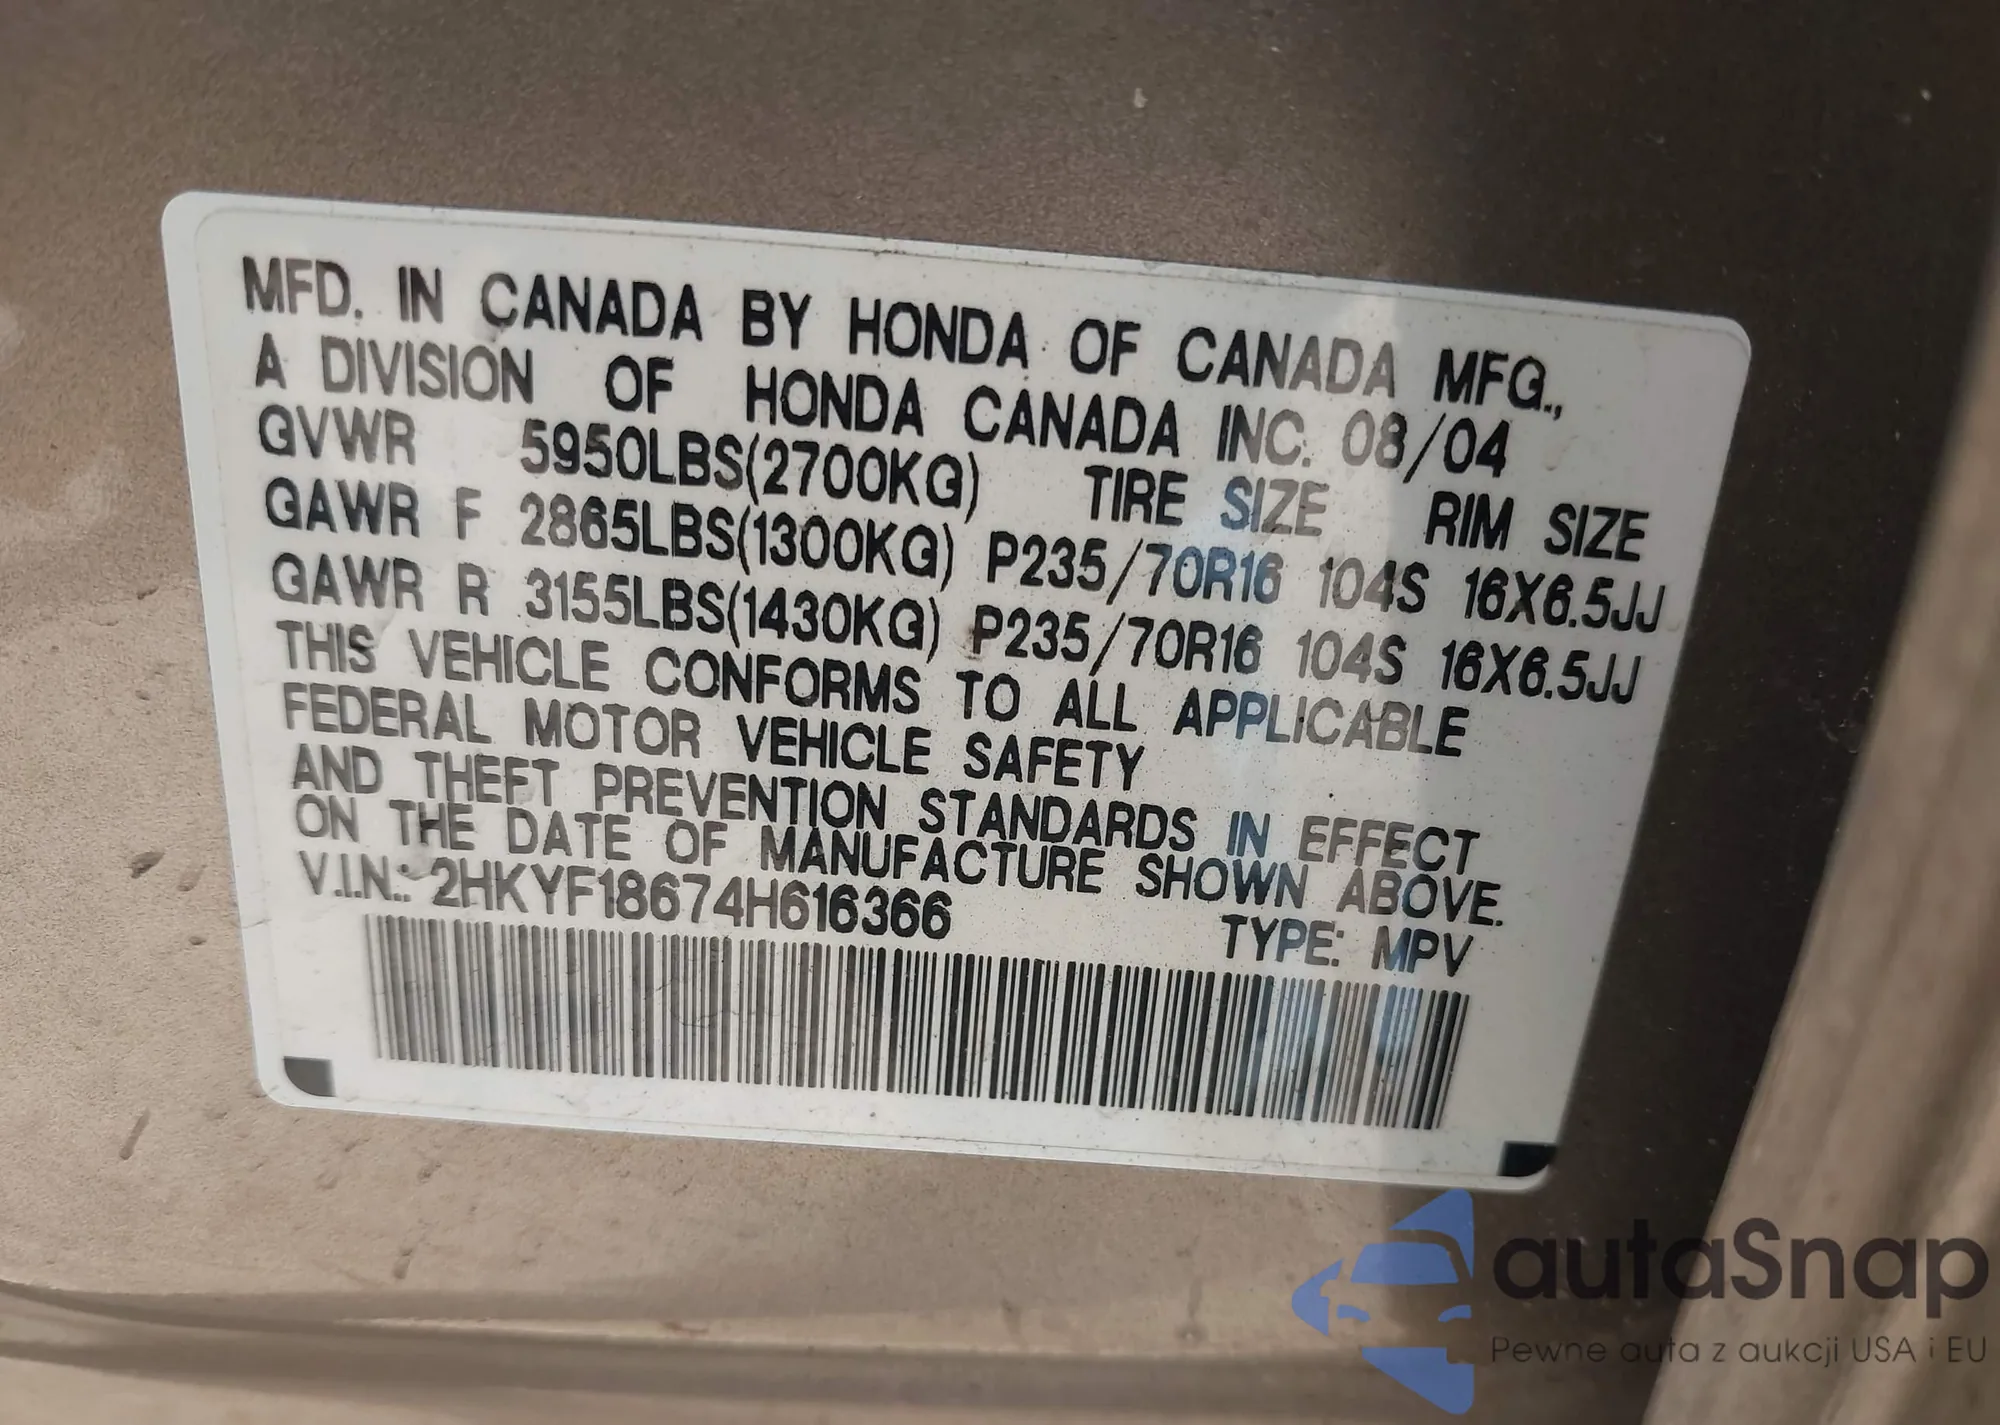 MFD. IN CANADA BY HONDA OF CANADA MFG.,
A DIVISION OF HONDA CANADA INC. 08/04
GVWR 5950LBS(2700KG) TIRE SIZE RIM SIZE
GAWR F 2865LBS(1300KG) P235/70R16 104S 16X6.5JJ
GAWR R 3155LBS(1430KG) P235/70R16 104S 16X6.5JJ
THIS VEHICLE CONFORMS TO ALL APPLICABLE
FEDERAL MOTOR VEHICLE SAFETY
AND THEFT PREVENTION STANDARDS IN EFFECT
ON THE DATE OF MANUFACTURE SHOWN ABOVE.
V.I.N.: 2HKYF18674H616366 TYPE: MPV
autaSnap
Pewne auta z aukcji USA i EU